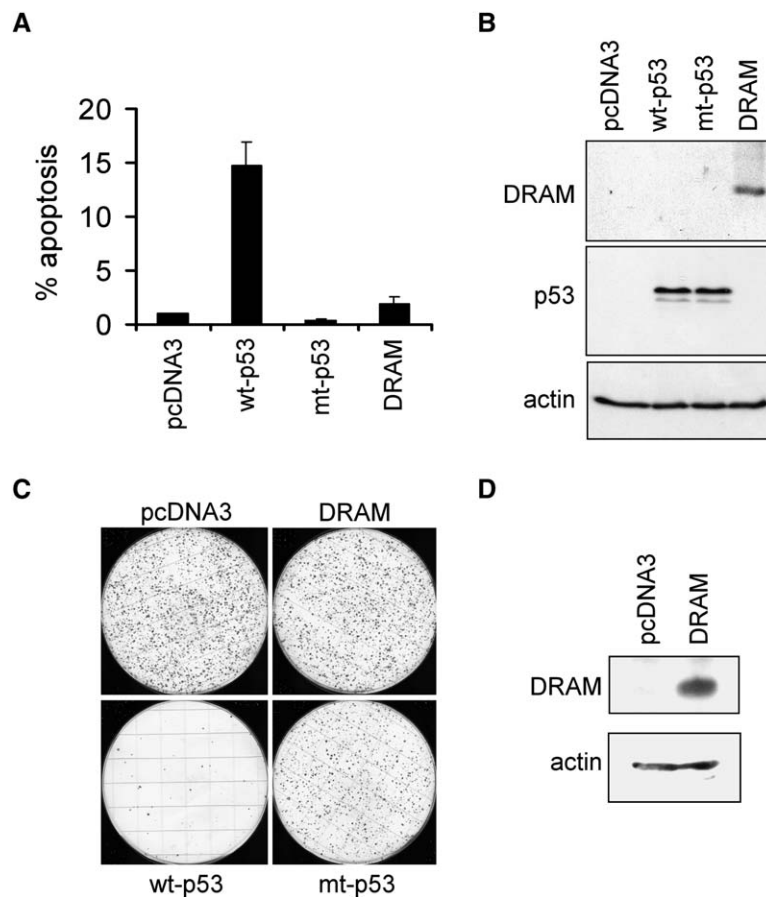 A
% apoptosis
20
15
10
5
0
pcDNA3
wt-p53
mt-p53
DRAM
B
pcDNA3
wt-p53
mt-p53
DRAM
DRAM
p53
actin
C
pcDNA3 DRAM
wt-p53 mt-p53
D
pcDNA3
DRAM
DRAM
actin